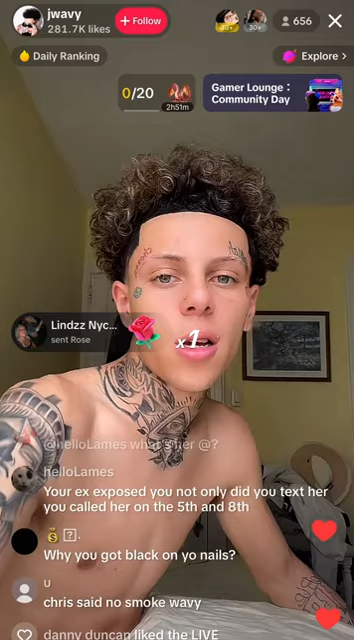 jwavy
281.7K likes
+ Follow
30+
30+
656
Daily Ranking
Explore >
0/20
2h51m
Gamer Lounge :
Community Day
Lindzz Nyc...
sent Rose
x1
@helloLames what's her @?
helloLames
Your ex exposed you not only did you text her
you called her on the 5th and 8th
Why you got black on yo nails?
U
chris said no smoke wavy
danny duncan liked the LIVE